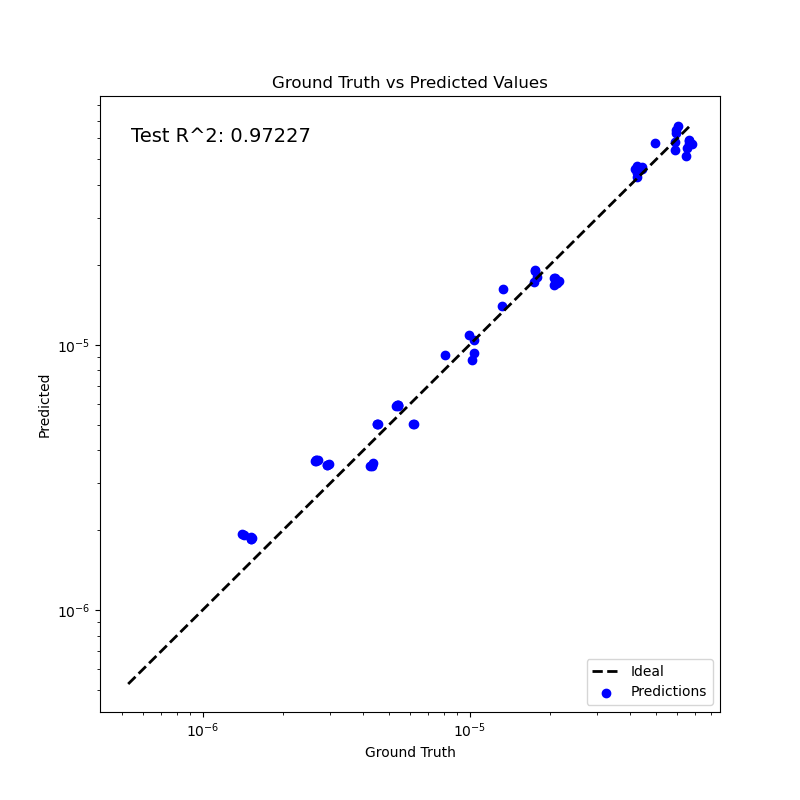 Ground Truth vs Predicted Values
Test R^2: 0.97227
Predicted
10⁻⁵
10⁻⁶
Ideal
Predictions
10⁻⁶
10⁻⁵
Ground Truth